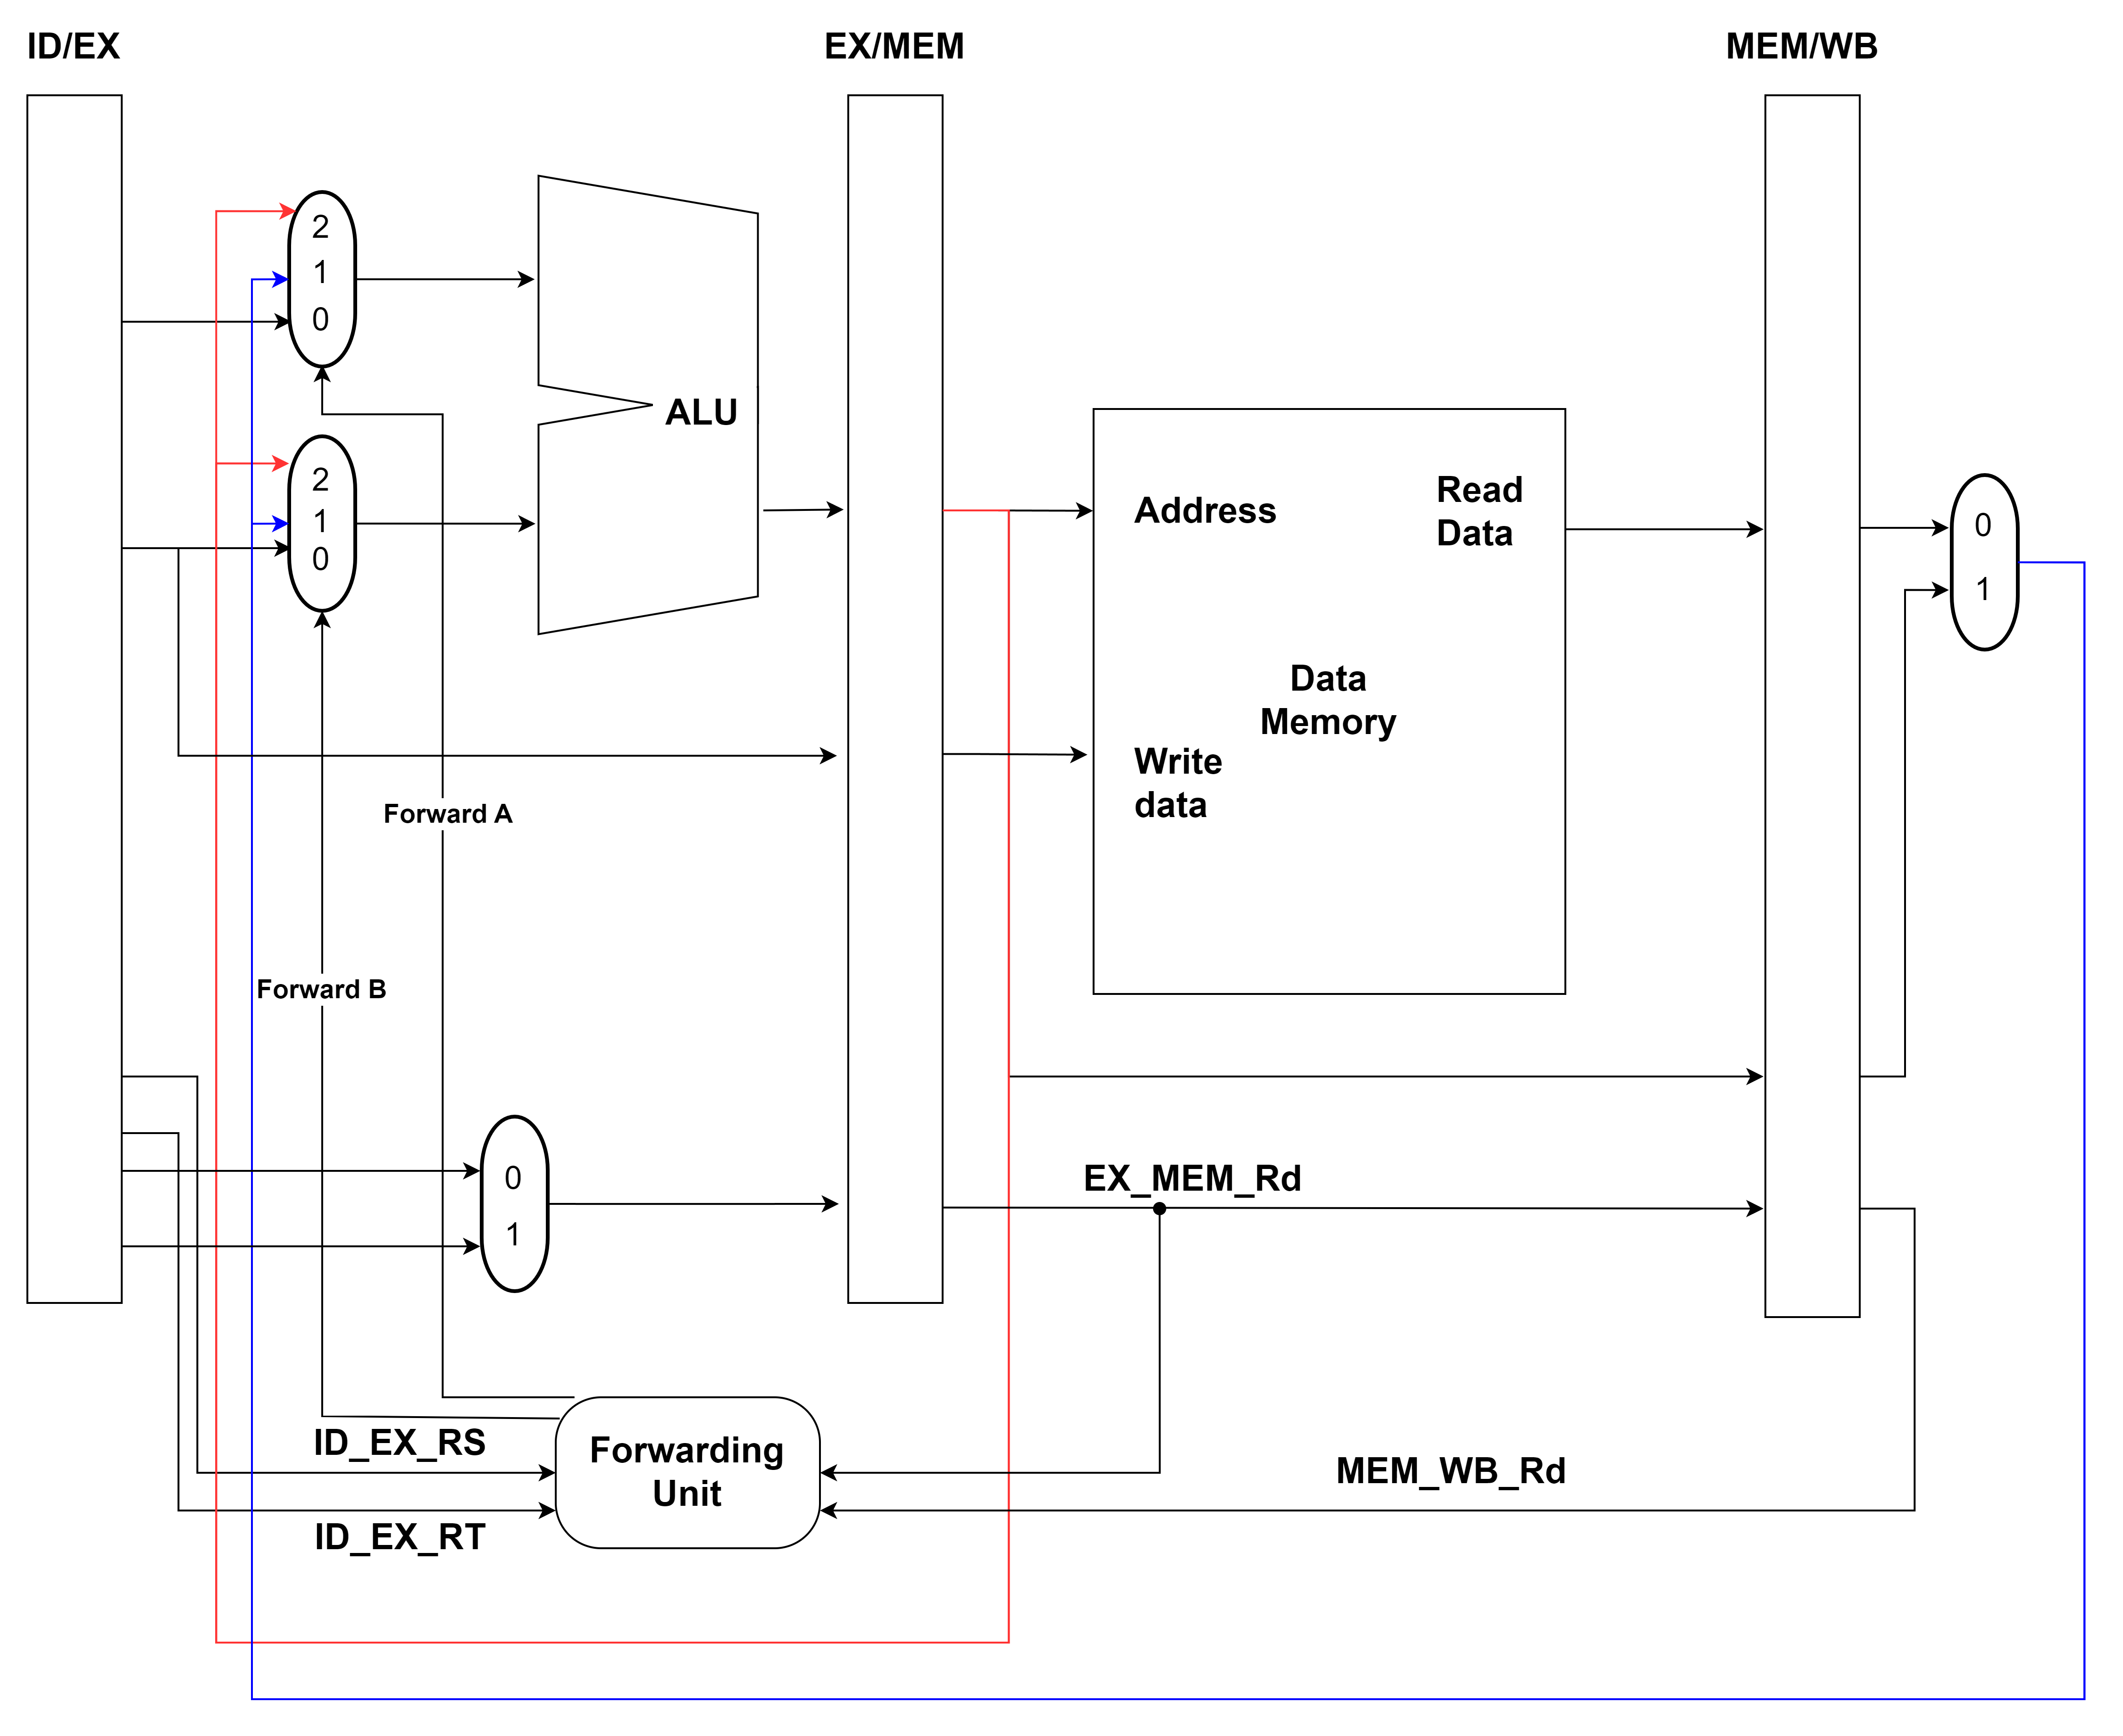 ID/EX
EX/MEM
MEM/WB
2
1
0
ALU
2
1
0
Address
Read
Data
0
1
Data
Memory
Write
data
Forward A
Forward B
0
1
EX_MEM_Rd
ID_EX_RS
Forwarding
Unit
MEM_WB_Rd
ID_EX_RT